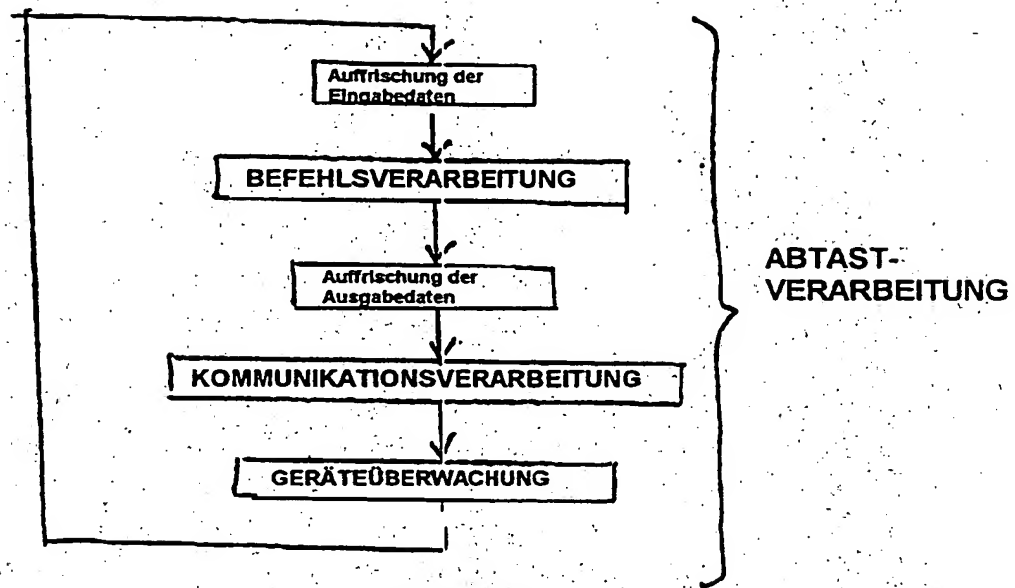 Auffrischung der
Eingabedaten
BEFEHLSVERARBEITUNG
Auffrischung der
Ausgabedaten
ABTAST-
VERARBEITUNG
KOMMUNIKATIONSVERARBEITUNG
GERÄTEÜBERWACHUNG